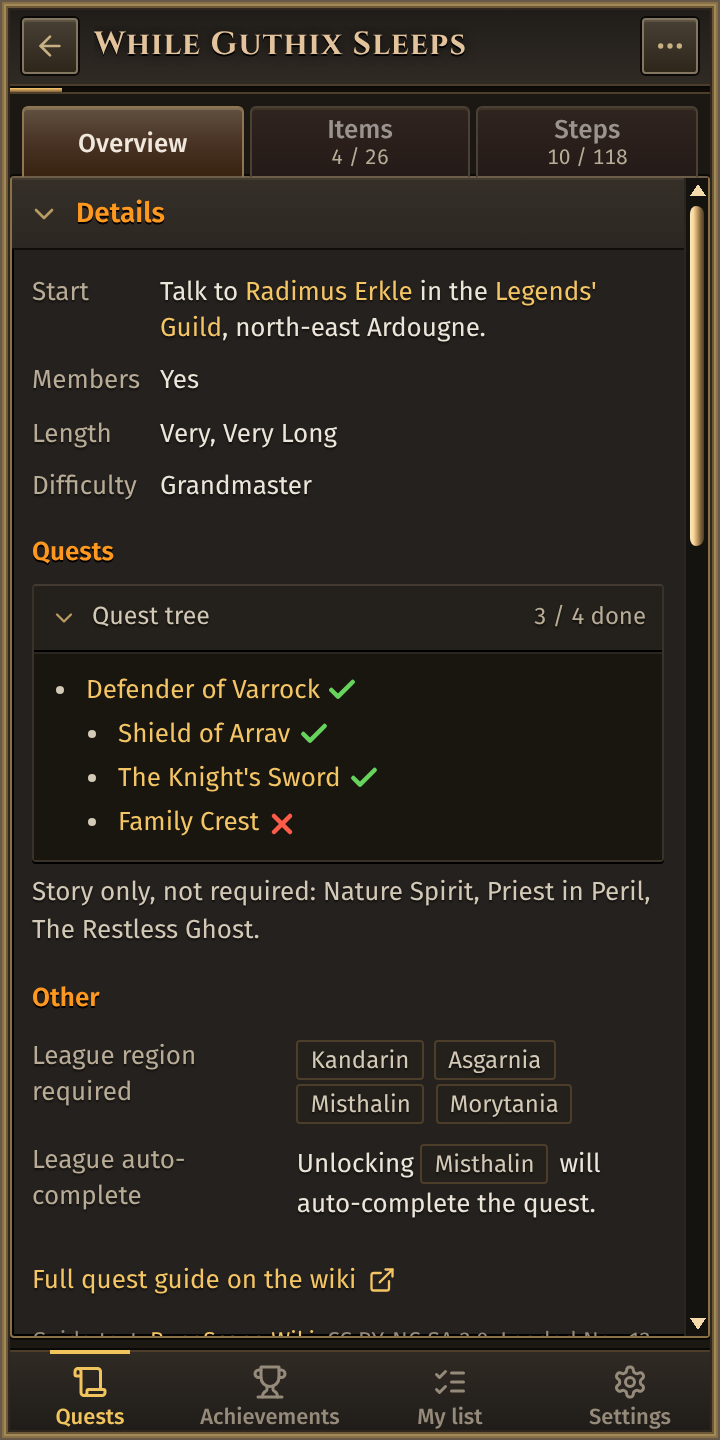 While Guthix Sleeps
Overview
Items
4 / 26
Steps
10 / 118
Details
Start
Talk to Radimus Erkle in the Legends'
Guild, north-east Ardougne.
Members Yes
Length Very, Very Long
Difficulty Grandmaster
Quests
Quest tree 3 / 4 done
Defender of Varrock
Shield of Arrav
The Knight's Sword
Family Crest
Story only, not required: Nature Spirit, Priest in Peril,
The Restless Ghost.
Other
League region
required
Kandarin Asgarnia
Misthalin Morytania
League auto-
complete
Unlocking Misthalin will
auto-complete the quest.
Full quest guide on the wiki
Quests
Achievements
My list
Settings